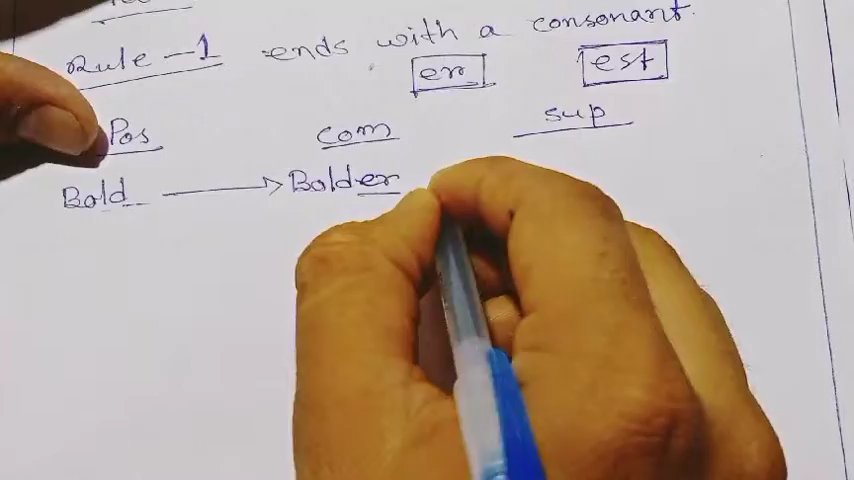 Rule - 1 ends with a consonant.
er est
Pos com sup
Bold → Bolder